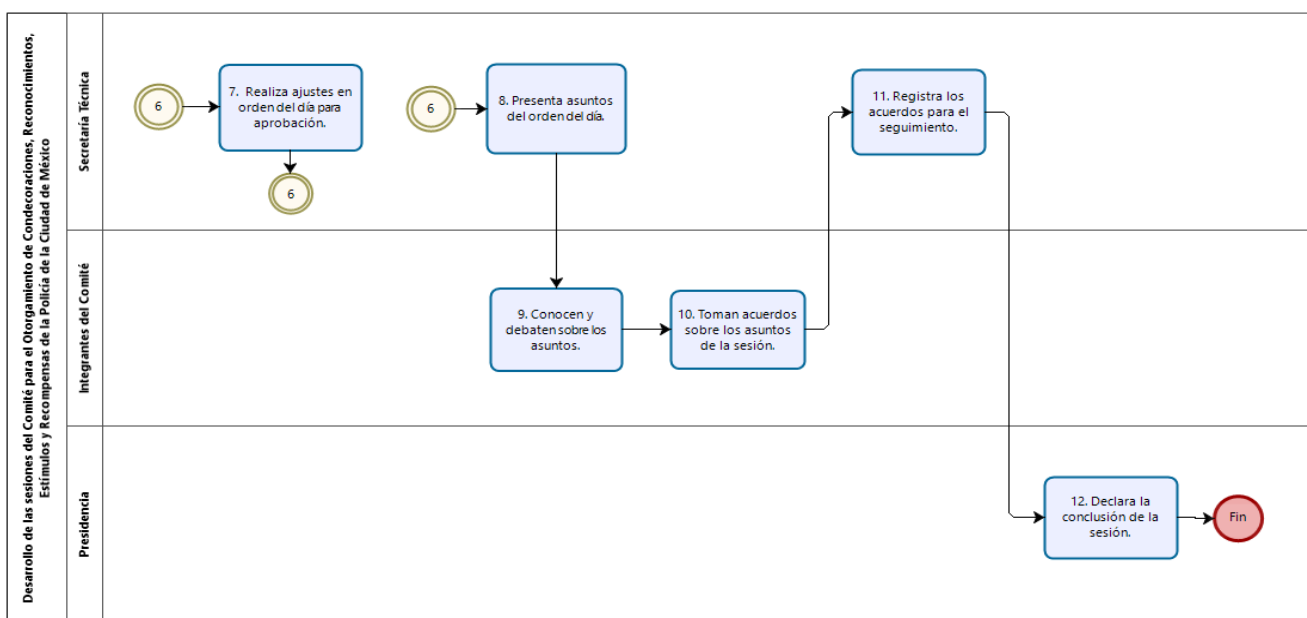 Desarrollo de las sesiones del Comité para el Otorgamiento de Condecoraciones, Reconocimientos,
Estímulos y Recompensas de la Policía de la Ciudad de México
Secretaría Técnica
6
7. Realiza ajustes en
orden del día para
aprobación.
6
6
8. Presenta asuntos
del orden del día.
11. Registra los
acuerdos para el
seguimiento.
Integrantes del Comité
9. Conocen y
debaten sobre los
asuntos.
10. Toman acuerdos
sobre los asuntos
de la sesión.
Presidencia
12. Declara la
conclusión de la
sesión.
Fin